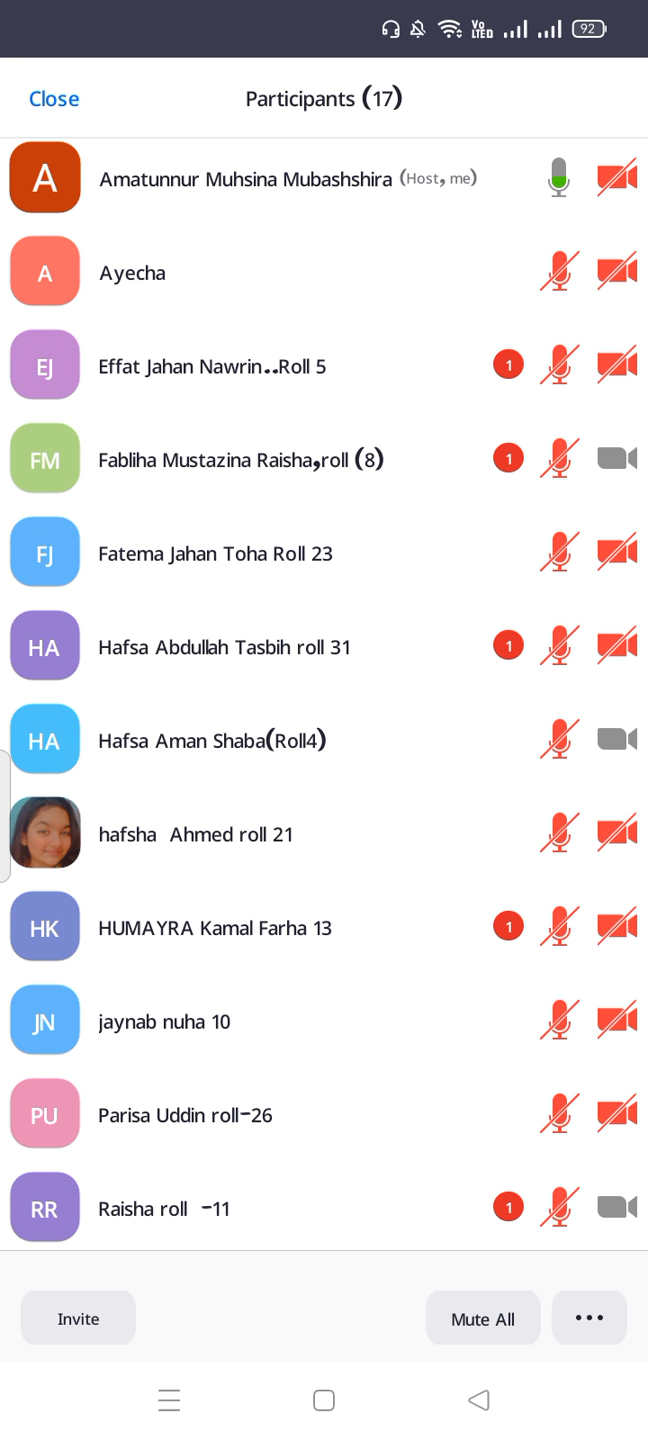 Vo
LTED
92
Close
Participants (17)
A
Amatunnur Muhsina Mubashshira (Host, me)
A
Ayecha
EJ
Effat Jahan Nawrin..Roll 5
1
FM
Fabliha Mustazina Raisha,roll (8)
1
FJ
Fatema Jahan Toha Roll 23
HA
Hafsa Abdullah Tasbih roll 31
1
HA
Hafsa Aman Shaba(Roll4)
hafsha Ahmed roll 21
HK
HUMAYRA Kamal Farha 13
1
JN
jaynab nuha 10
PU
Parisa Uddin roll-26
RR
Raisha roll -11
1
Invite
Mute All